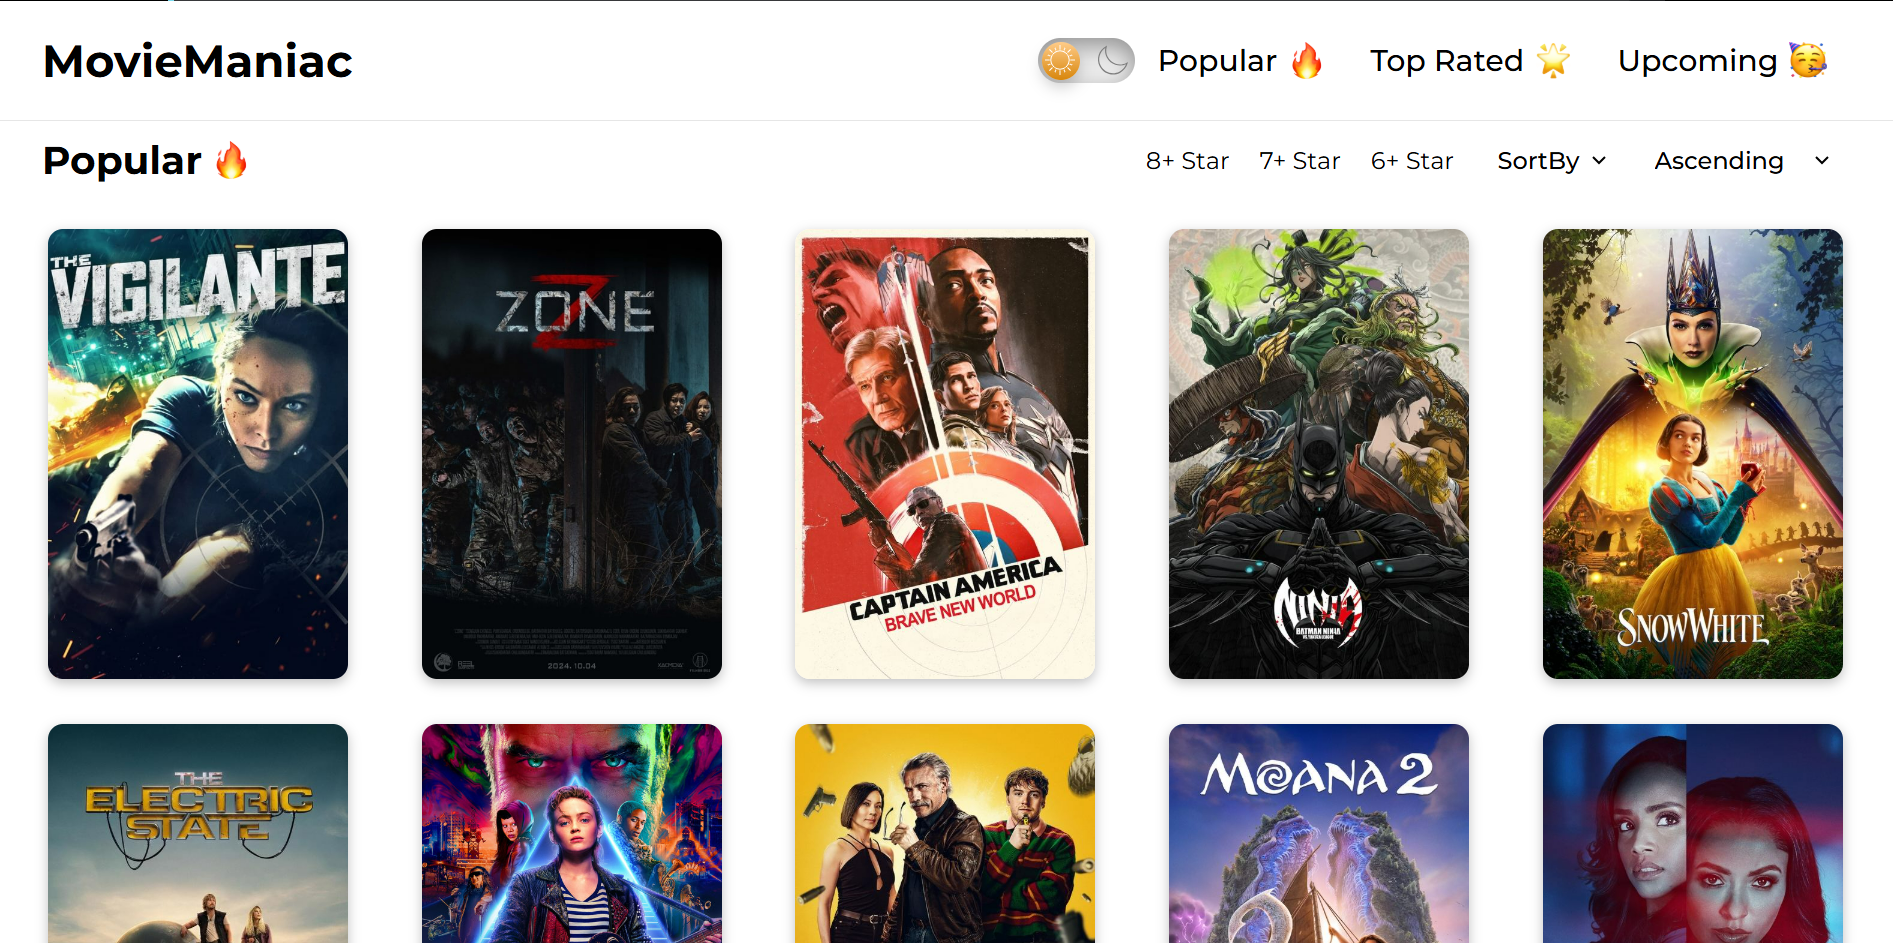 MovieManiac
Popular 🔥 Top Rated 🌟 Upcoming 🥳
Popular 🔥
8+ Star 7+ Star 6+ Star SortBy Ascending
THE
VIGILANTE
Z
ZONE
2024.10.04
CAPTAIN AMERICA
BRAVE NEW WORLD
NINJA
BATMAN NINJA
SNOW WHITE
THE
ELECTRIC
STATE
MOANA 2